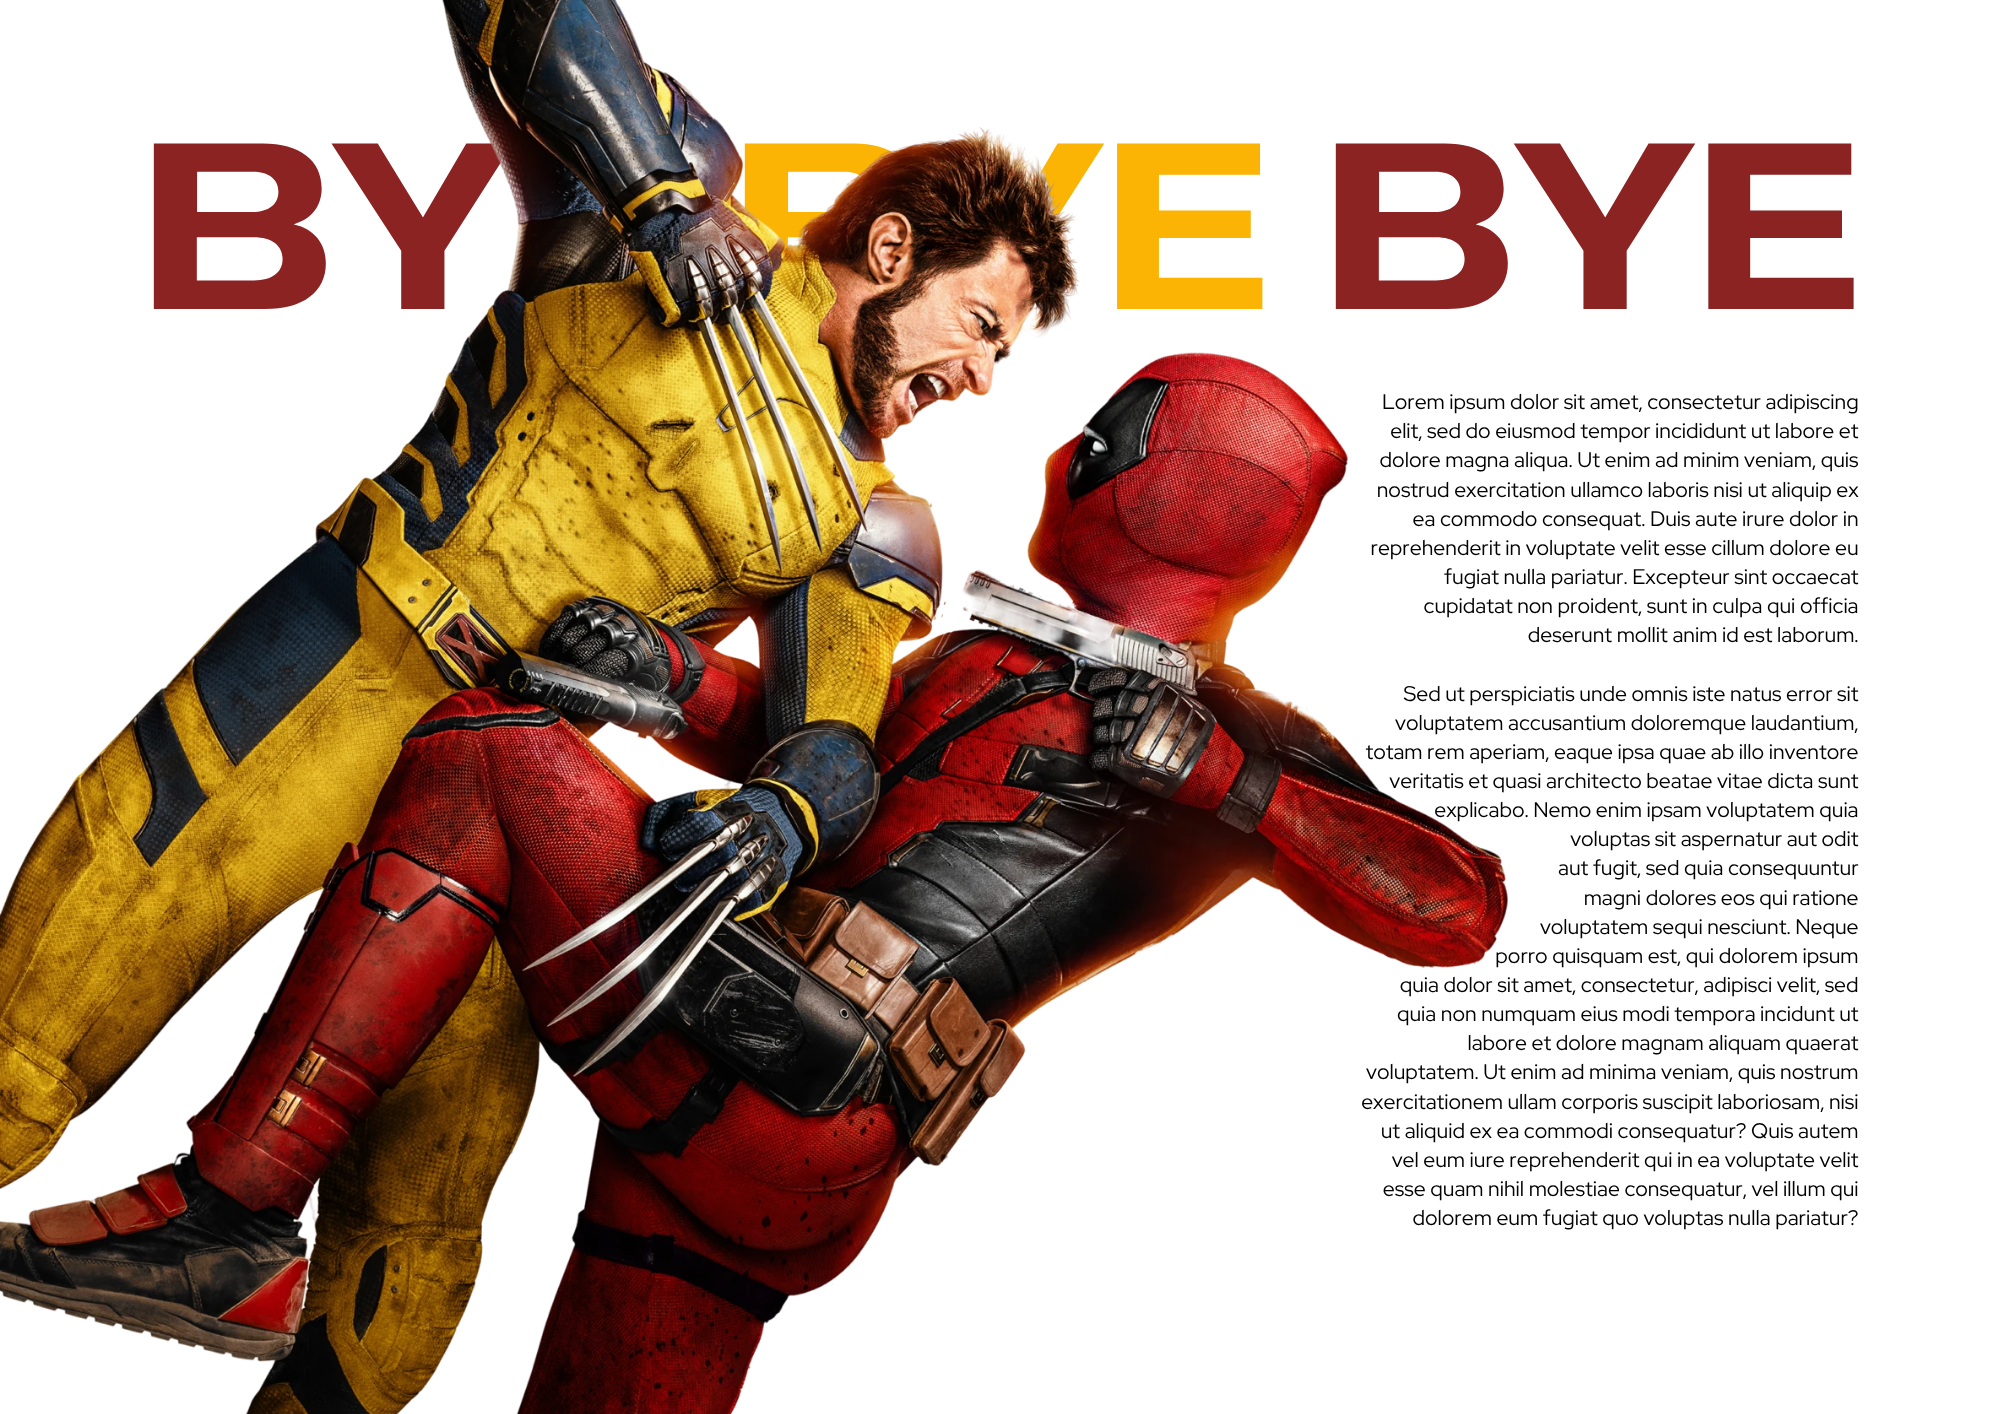 BY BYE BYE
Lorem ipsum dolor sit amet, consectetur adipiscing
elit, sed do eiusmod tempor incididunt ut labore et
dolore magna aliqua. Ut enim ad minim veniam, quis
nostrud exercitation ullamco laboris nisi ut aliquip ex
ea commodo consequat. Duis aute irure dolor in
reprehenderit in voluptate velit esse cillum dolore eu
fugiat nulla pariatur. Excepteur sint occaecat
cupidatat non proident, sunt in culpa qui officia
deserunt mollit anim id est laborum.
Sed ut perspiciatis unde omnis iste natus error sit
voluptatem accusantium doloremque laudantium,
totam rem aperiam, eaque ipsa quae ab illo inventore
veritatis et quasi architecto beatae vitae dicta sunt
explicabo. Nemo enim ipsam voluptatem quia
voluptas sit aspernatur aut odit
aut fugit, sed quia consequuntur
magni dolores eos qui ratione
voluptatem sequi nesciunt. Neque
porro quisquam est, qui dolorem ipsum
quia dolor sit amet, consectetur, adipisci velit, sed
quia non numquam eius modi tempora incidunt ut
labore et dolore magnam aliquam quaerat
voluptatem. Ut enim ad minima veniam, quis nostrum
exercitationem ullam corporis suscipit laboriosam, nisi
ut aliquid ex ea commodi consequatur? Quis autem
vel eum iure reprehenderit qui in ea voluptate velit
esse quam nihil molestiae consequatur, vel illum qui
dolorem eum fugiat quo voluptas nulla pariatur?